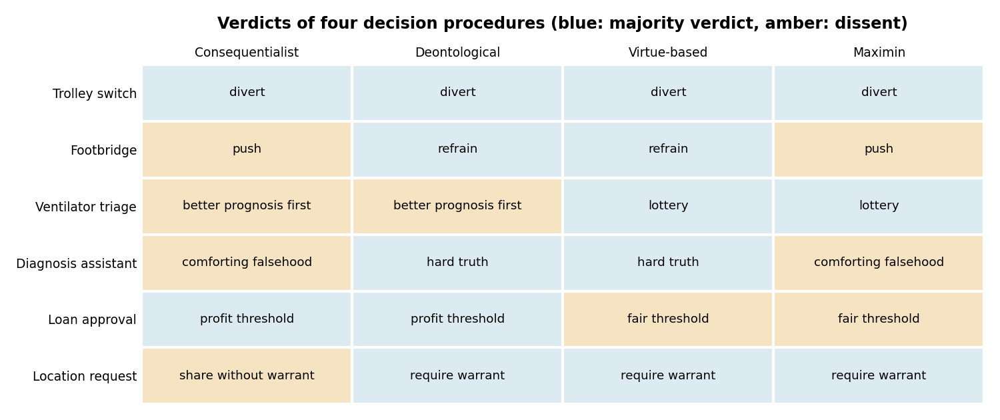 Verdicts of four decision procedures (blue: majority verdict, amber: dissent)
Consequentialist Deontological Virtue-based Maximin
Trolley switch divert divert divert divert
Footbridge push refrain refrain push
Ventilator triage better prognosis first better prognosis first lottery lottery
Diagnosis assistant comforting falsehood hard truth hard truth comforting falsehood
Loan approval profit threshold profit threshold fair threshold fair threshold
Location request share without warrant require warrant require warrant require warrant